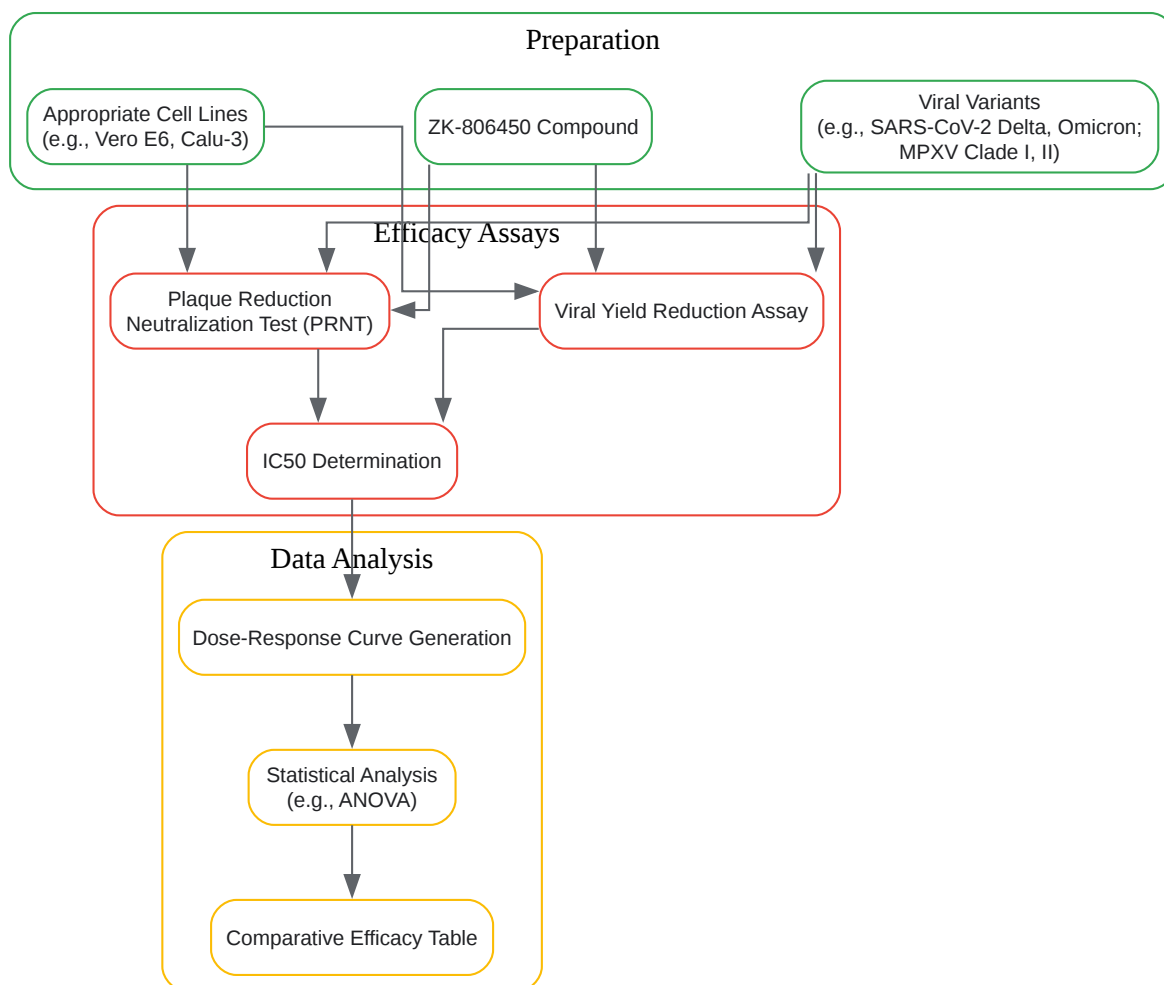 Preparation
Appropriate Cell Lines
(e.g., Vero E6, Calu-3)
ZK-806450 Compound
Viral Variants
(e.g., SARS-CoV-2 Delta, Omicron;
MPXV Clade I, II)
Efficacy Assays
Plaque Reduction
Neutralization Test (PRNT)
Viral Yield Reduction Assay
IC50 Determination
Data Analysis
Dose-Response Curve Generation
Statistical Analysis
(e.g., ANOVA)
Comparative Efficacy Table